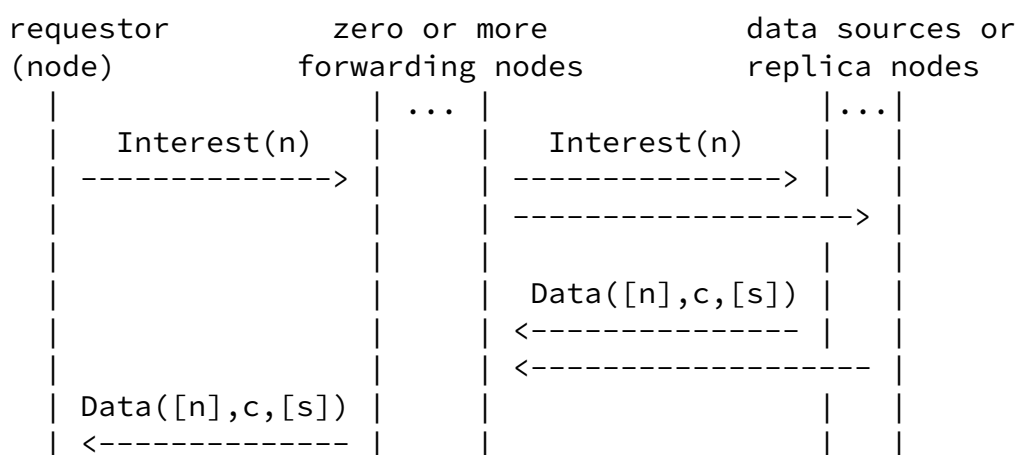 requestor zero or more data sources or
(node) forwarding nodes replica nodes
| | ... | |...|
| Interest(n) | | Interest(n) | |
| --------------> | | ---------------> | |
| | | -------------------> |
| | | | |
| | | Data([n],c,[s]) | |
| | | <--------------- | |
| | | <------------------- |
| Data([n],c,[s]) | | | |
| <-------------- | | | |